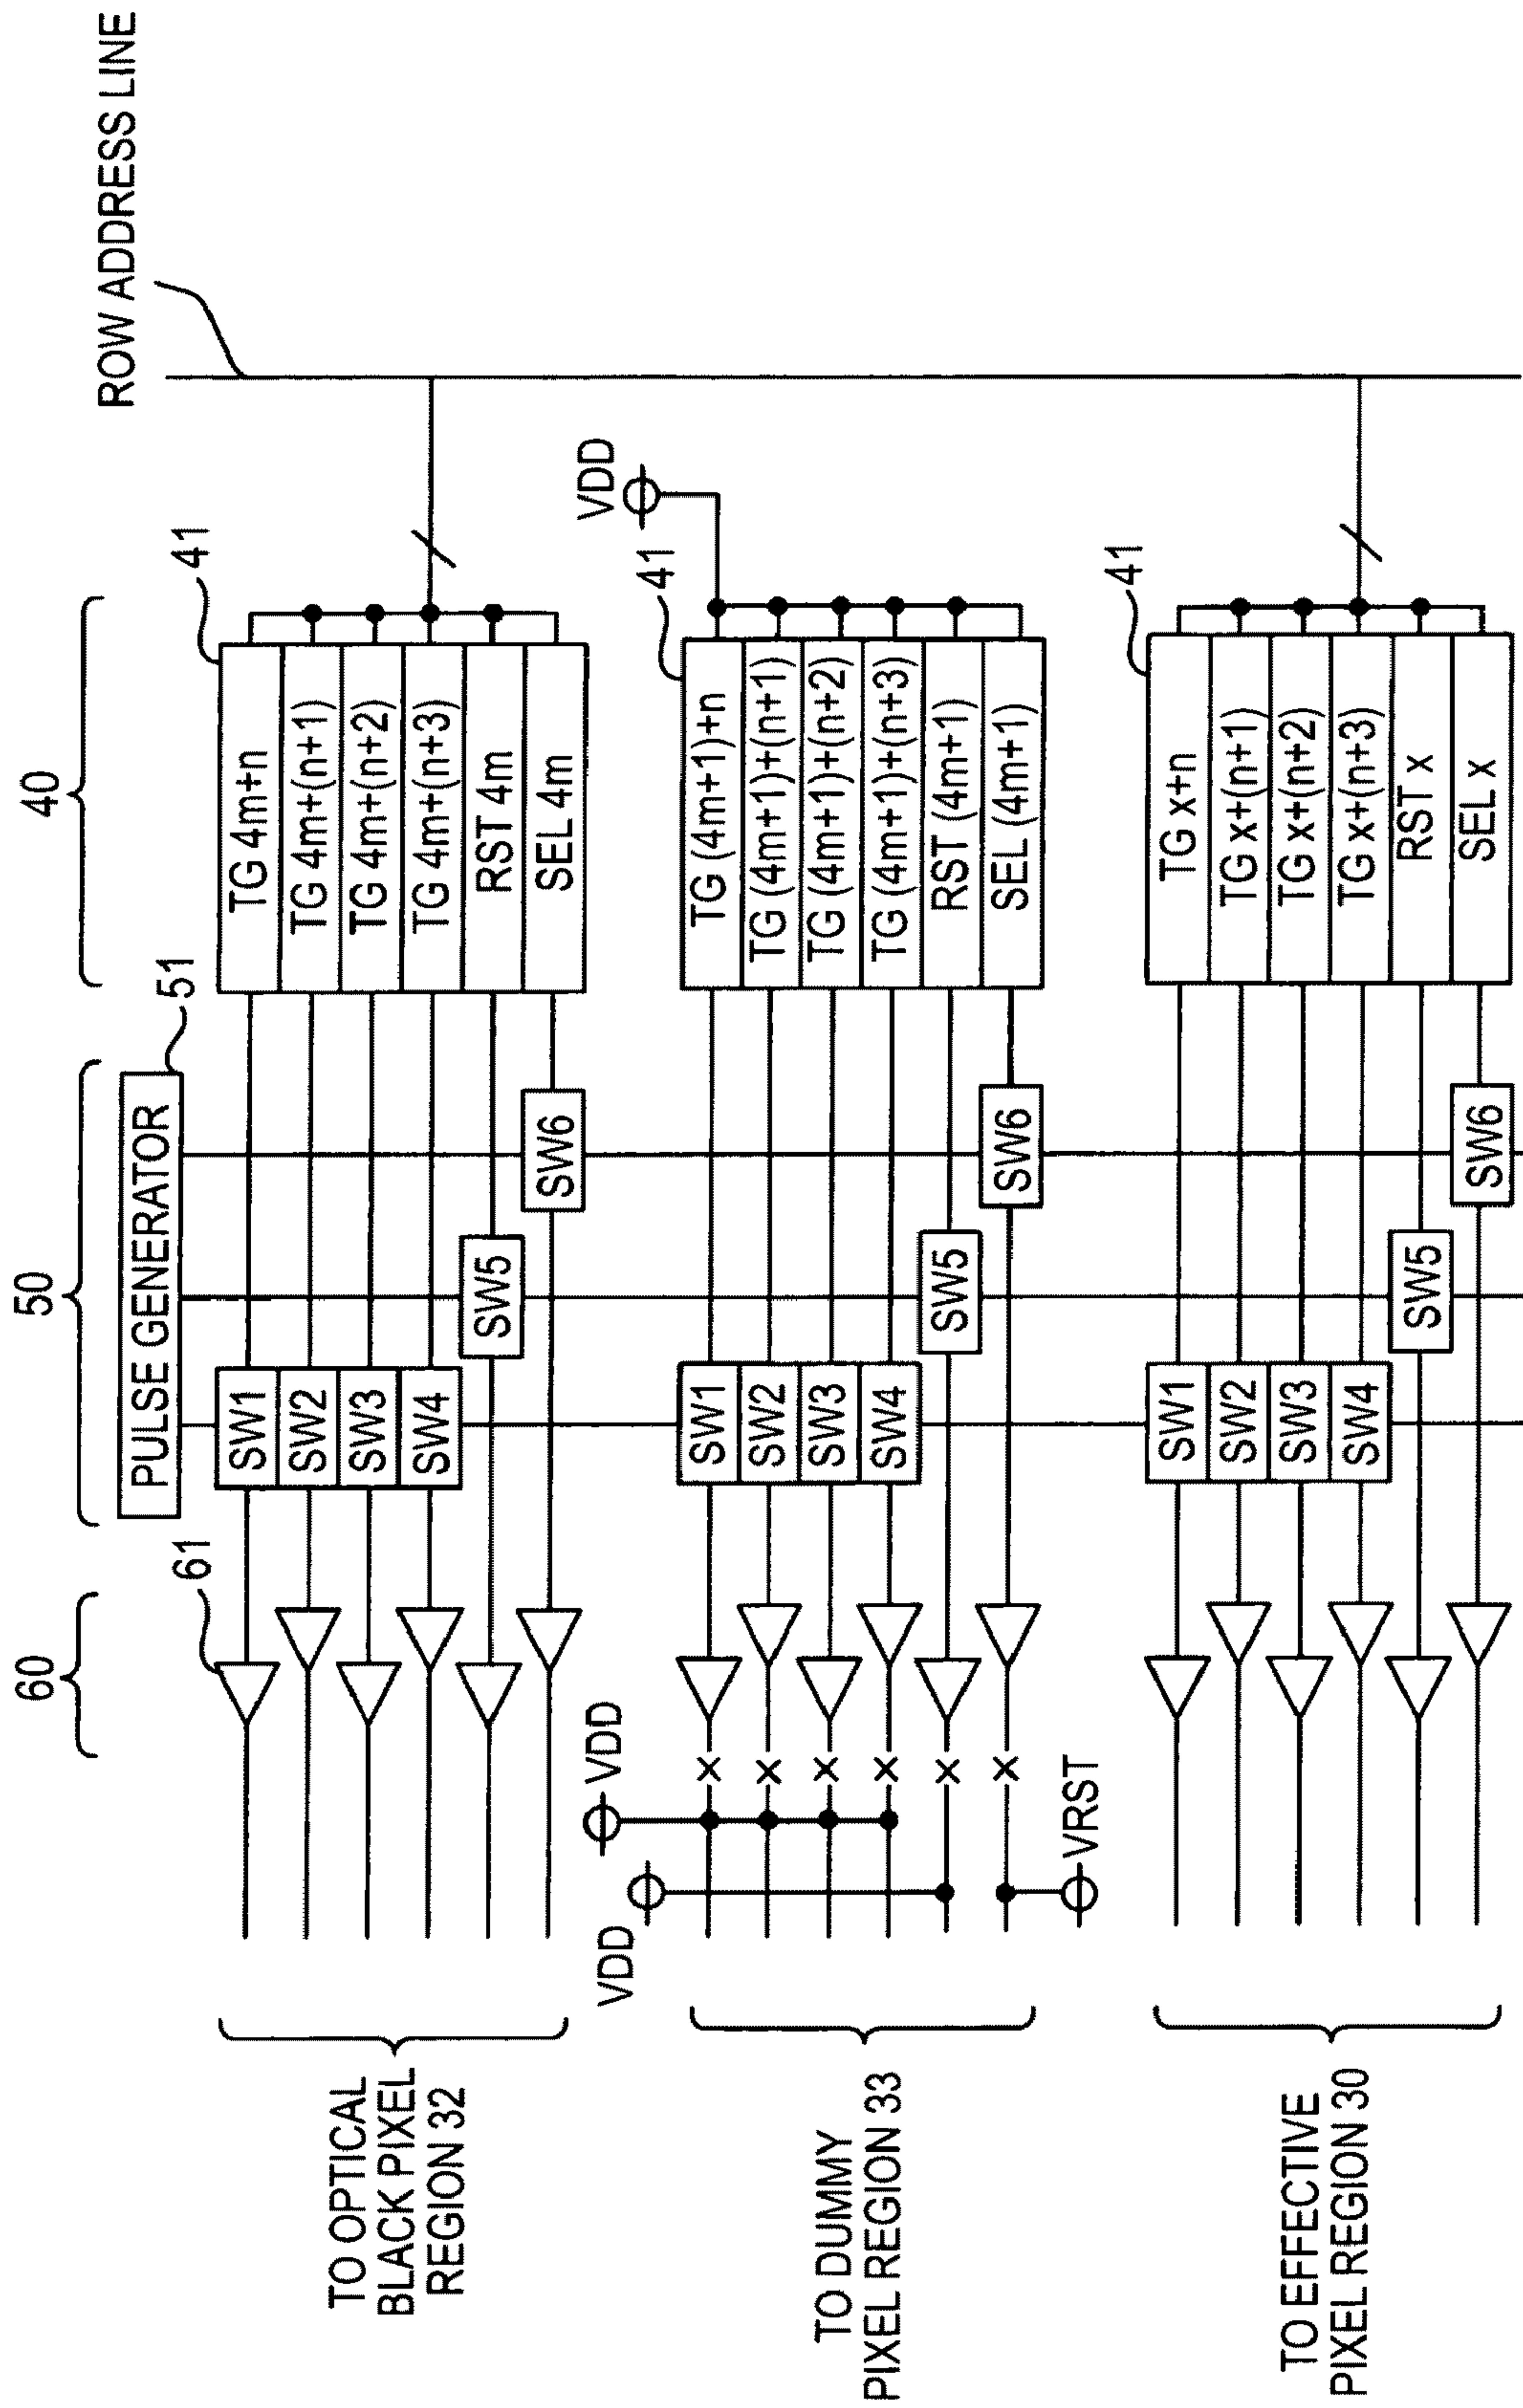 ROW ADDRESS LINE
40
50
60
41
51
61
PULSE GENERATOR
TG 4m+n
TG 4m+(n+1)
TG 4m+(n+2)
TG 4m+(n+3)
RST 4m
SEL 4m
SW1
SW2
SW3
SW4
SW5
SW6
TO OPTICAL
BLACK PIXEL
REGION 32
VDD
41
TG (4m+1)+n
TG (4m+1)+(n+1)
TG (4m+1)+(n+2)
TG (4m+1)+(n+3)
RST (4m+1)
SEL (4m+1)
SW1
SW2
SW3
SW4
SW5
SW6
VDD
VDD
VRST
TO DUMMY
PIXEL REGION 33
41
TG x+n
TG x+(n+1)
TG x+(n+2)
TG x+(n+3)
RST x
SEL x
SW1
SW2
SW3
SW4
SW5
SW6
TO EFFECTIVE
PIXEL REGION 30